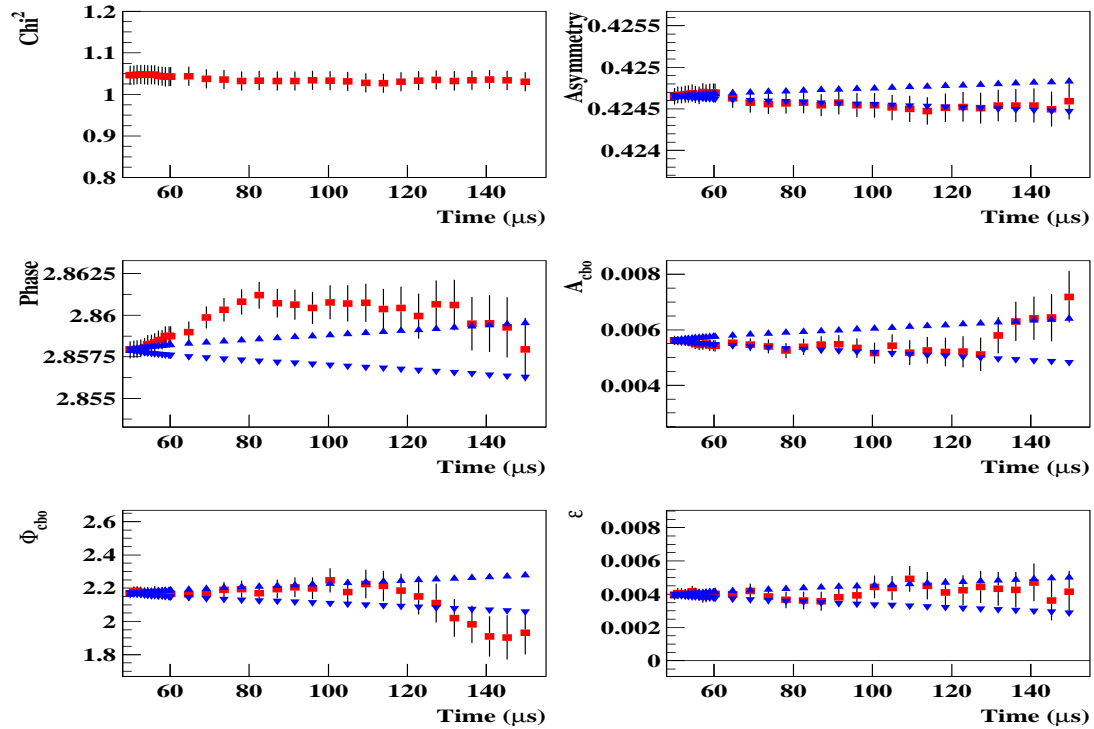 Chi²
1.2
1.1
1
0.9
0.8
60 80 100 120 140
Time (μs)
Asymmetry
0.4255
0.425
0.4245
0.424
60 80 100 120 140
Time (μs)
Phase
2.8625
2.86
2.8575
2.855
60 80 100 120 140
Time (μs)
A_cbo
0.008
0.006
0.004
60 80 100 120 140
Time (μs)
Φ_cbo
2.6
2.4
2.2
2
1.8
60 80 100 120 140
Time (μs)
ε
0.008
0.006
0.004
0.002
0
60 80 100 120 140
Time (μs)